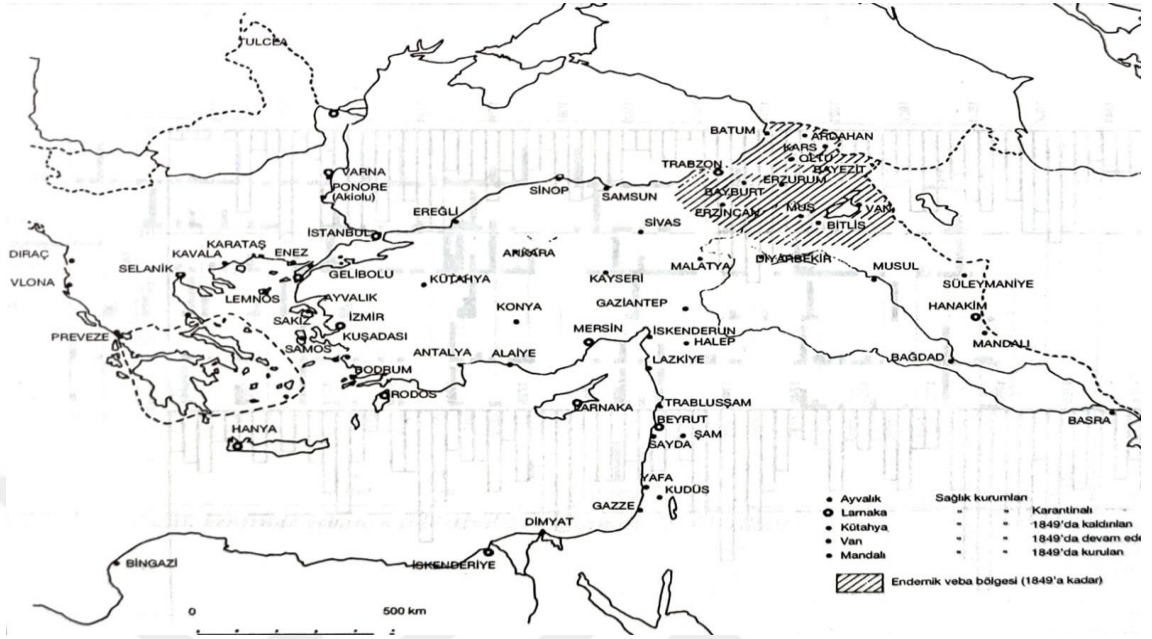 TULCEA
BATUM
ARDAHAN
KARS
OLTU
TRABZON
BAYEZİT
VARNA
PONORE
(Akiolu)
SİNOP
SAMSUN
BAYBURT
ERZURUM
EREĞLİ
ERZİNCAN
MUŞ
VAN
BİTLİS
İSTANBUL
SİVAS
KARATAŞ
KAVALA
ENEZ
DIRAÇ
SELANİK
GELİBOLU
ANKARA
MALATYA
DİYARBEKİR
MUSUL
VLONA
KÜTAHYA
KAYSERİ
SÜLEYMANİYE
LEMNOS
AYVALIK
GAZİANTEP
HANAKİM
SAKIZ
İZMİR
KONYA
PREVEZE
KUŞADASI
MERSİN
İSKENDERUN
MANDALI
SAMOS
HALEP
ANTALYA
ALAİYE
LAZKİYE
BAĞDAD
BODRUM
RODOS
LARNAKA
TRABLUSŞAM
BEYRUT
BASRA
HANYA
ŞAM
SAYDA
YAFA
KUDÜS
GAZZE
DİMYAT
BİNGAZİ
İSKENDERİYE
Ayvalık Sağlık kurumları
Larnaka " " Karantinalı
Kütahya " " 1849'da kaldırılan
Van " " 1849'da devam ede
Mandalı " " 1849'da kurulan
Endemik veba bölgesi (1849'a kadar)
0 500 km